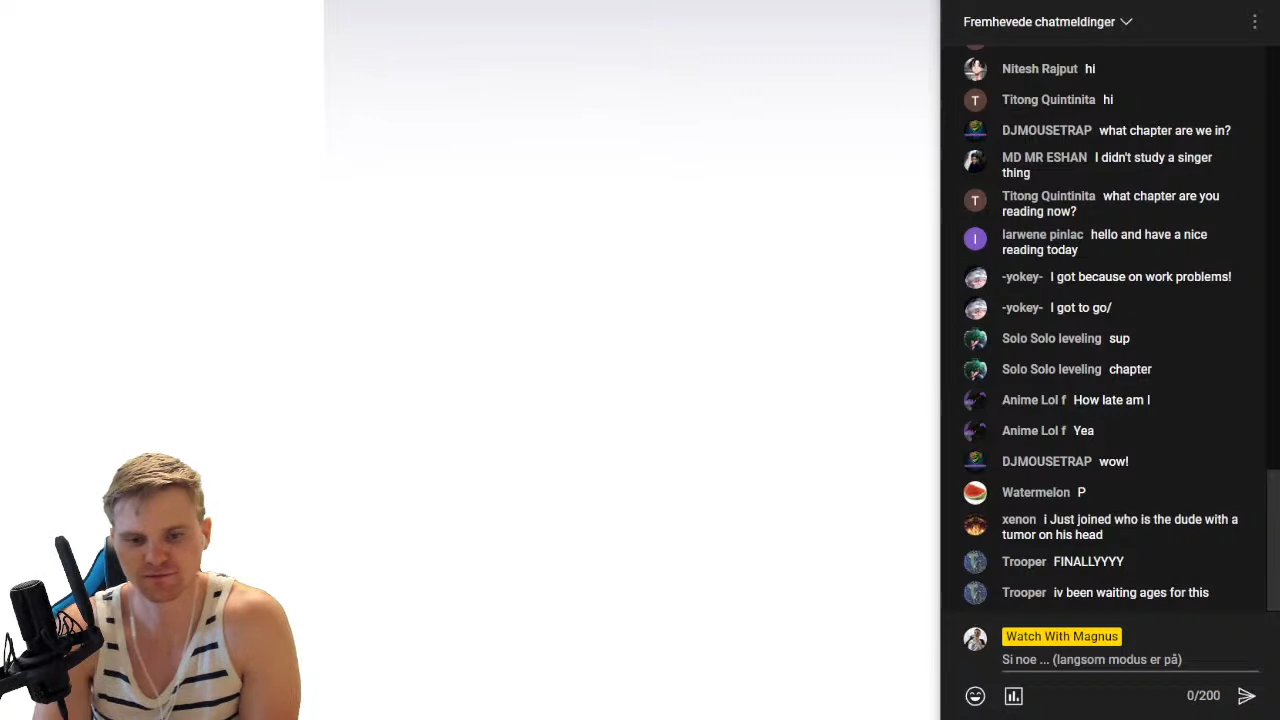 Fremhevede chatmeldinger
Nitesh Rajput hi
T Titong Quintinita hi
DJMOUSETRAP what chapter are we in?
MD MR ESHAN I didn't study a singer
thing
T Titong Quintinita what chapter are you
reading now?
I Iarwene pinlac hello and have a nice
reading today
-yokey- I got because on work problems!
-yokey- I got to go/
Solo Solo leveling sup
Solo Solo leveling chapter
Anime Lol f How late am I
Anime Lol f Yea
DJMOUSETRAP wow!
Watermelon P
xenon i Just joined who is the dude with a
tumor on his head
Trooper FINALLYYYY
Trooper iv been waiting ages for this
Watch With Magnus
Si noe ... (langsom modus er på)
0/200